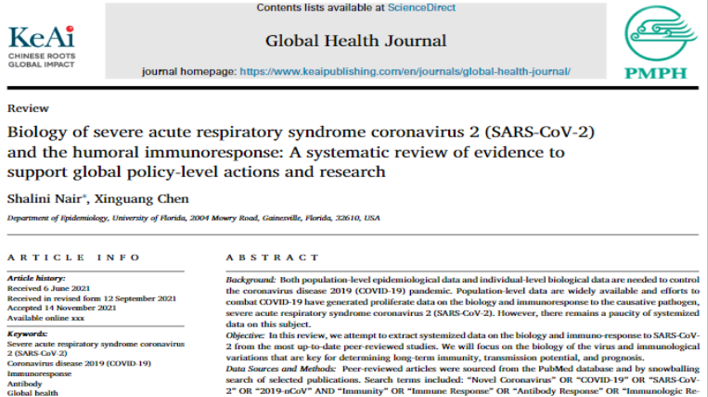 Contents lists available at ScienceDirect
KeAi
CHINESE ROOTS
GLOBAL IMPACT
Global Health Journal
journal homepage: https://www.keaipublishing.com/en/journals/global-health-journal/
PMPH
Review
Biology of severe acute respiratory syndrome coronavirus 2 (SARS-CoV-2)
and the humoral immunoresponse: A systematic review of evidence to
support global policy-level actions and research
Shalini Nair*, Xinguang Chen
Department of Epidemiology, University of Florida, 2004 Mowry Road, Gainesville, Florida, 32610, USA
ARTICLE INFO
Article history:
Received 6 June 2021
Received in revised form 12 September 2021
Accepted 14 November 2021
Available online xxx
Keywords:
Severe acute respiratory syndrome coronavirus
2 (SARS-CoV-2)
Coronavirus disease 2019 (COVID-19)
Immunoresponse
Antibody
Global health
ABSTRACT
Background: Both population-level epidemiological data and individual-level biological data are needed to control
the coronavirus disease 2019 (COVID-19) pandemic. Population-level data are widely available and efforts to
combat COVID-19 have generated proliferate data on the biology and immunoresponse to the causative pathogen,
severe acute respiratory syndrome coronavirus 2 (SARS-CoV-2). However, there remains a paucity of systemized
data on this subject.
Objective: In this review, we attempt to extract systemized data on the biology and immuno-response to SARS-CoV-
2 from the most up-to-date peer-reviewed studies. We will focus on the biology of the virus and immunological
variations that are key for determining long-term immunity, transmission potential, and prognosis.
Data Sources and Methods: Peer-reviewed articles were sourced from the PubMed database and by snowballing
search of selected publications. Search terms included: "Novel Coronavirus" OR "COVID-19" OR "SARS-CoV-
2" OR "2019-nCoV" AND "Immunity" OR "Immune Response" OR "Antibody Response" OR "Immunologic Re-